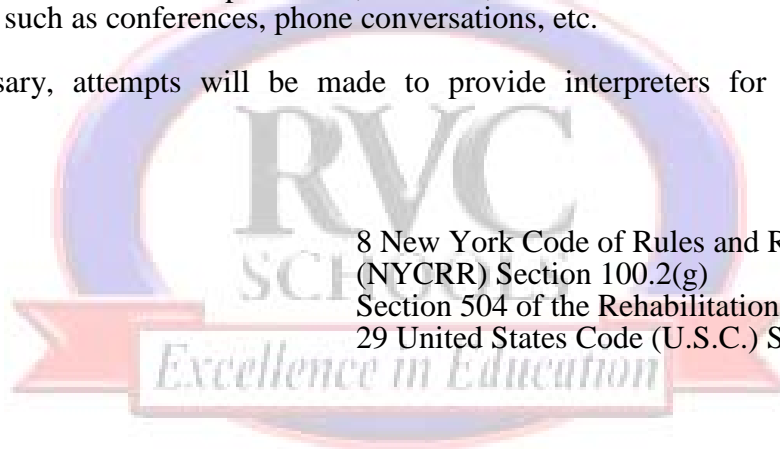 such as conferences, phone conversations, etc.
attempts will be made to provide interpreters for
RVC
SCHOOLS
8 New York Code of Rules and
(NYCRR) Section 100.2(g)
Section 504 of the Rehabilitation
29 United States Code (U.S.C.)
Excellence in Education